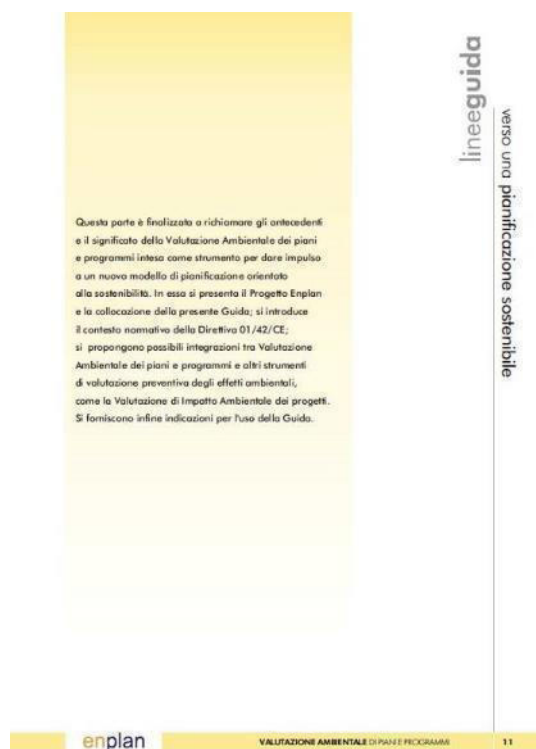 lineeguida
verso una pianificazione sostenibile
Questa parte è finalizzata a richiamare gli antecedenti
e il significato della Valutazione Ambientale dei piani
e programmi intesa come strumento per dare impulso
a un nuovo modello di pianificazione orientato
alla sostenibilità. In essa si presenta il Progetto Enplan
e la collocazione della presente Guida; si introduce
il contesto normativo della Direttiva 01/42/CE;
si propongono possibili integrazioni tra Valutazione
Ambientale dei piani e programmi e altri strumenti
di valutazione preventiva degli effetti ambientali,
come la Valutazione di Impatto Ambientale dei progetti.
Si forniscono infine indicazioni per l'uso della Guida.
enplan
VALUTAZIONE AMBIENTALE DI PIANI E PROGRAMMI 11